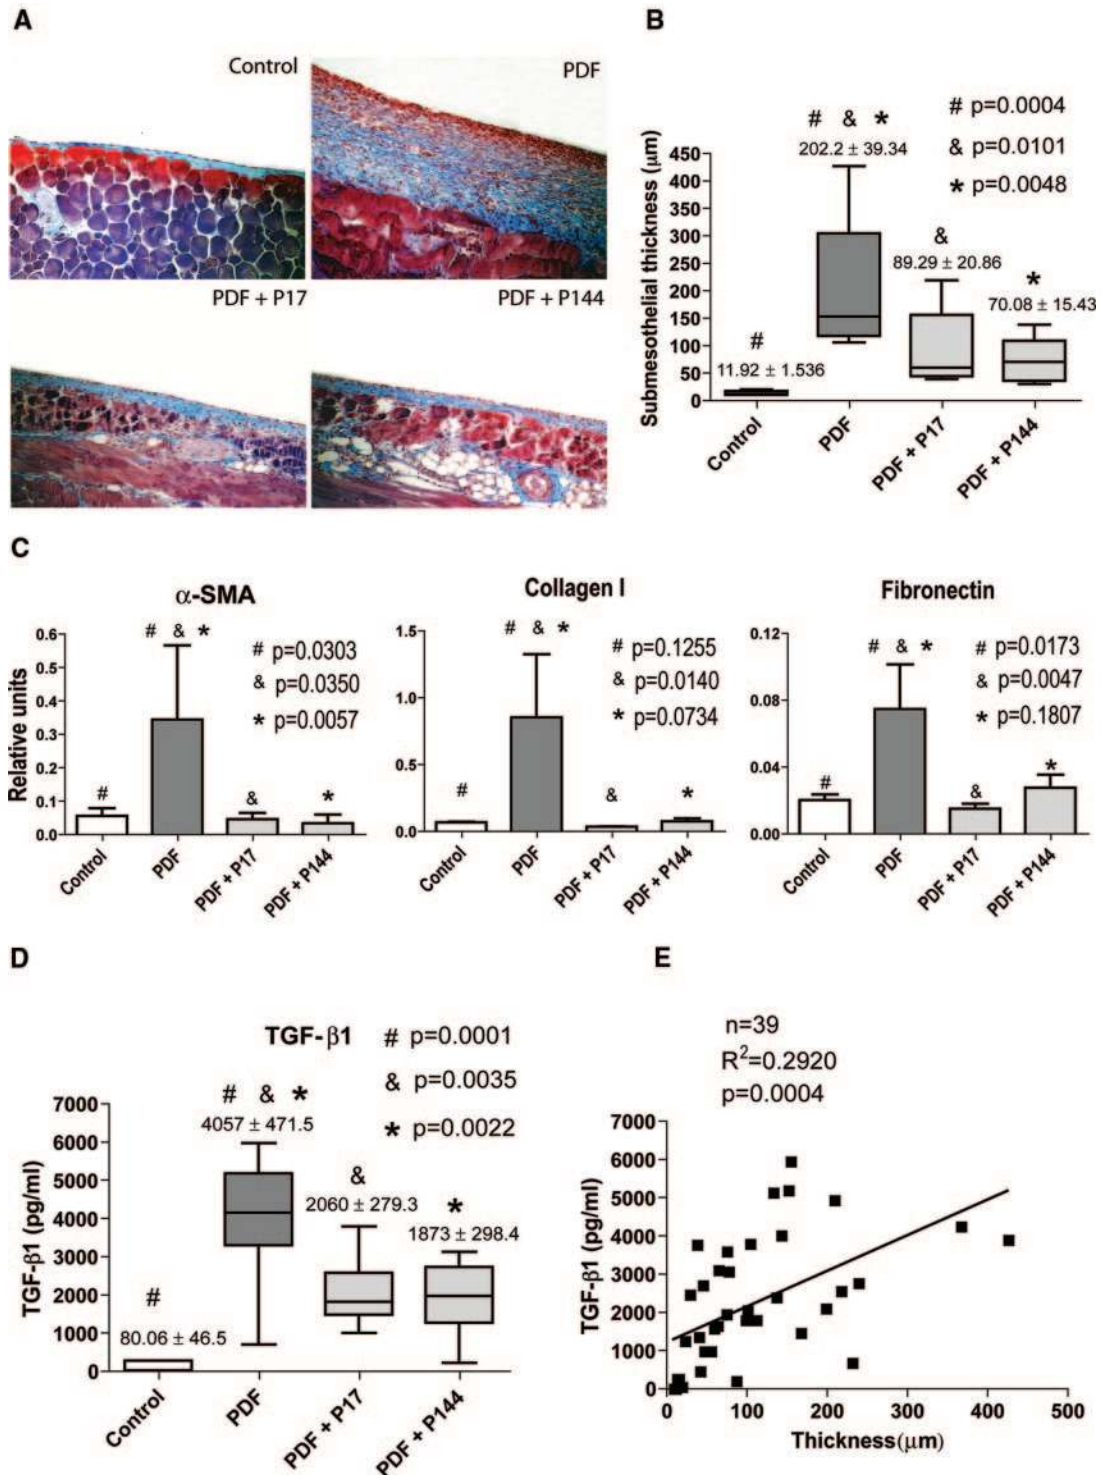 A
Control
PDF
PDF + P17
PDF + P144
B
# & *
202.2 ± 39.34
# p=0.0004
& p=0.0101
* p=0.0048
Submesothelial thickness (μm)
450
400
350
300
250
200
150
100
50
0
#
11.92 ± 1.536
&
89.29 ± 20.86
*
70.08 ± 15.43
Control
PDF
PDF + P17
PDF + P144
C
α-SMA
Relative units
0.6
0.5
0.4
0.3
0.2
0.1
0.0
# & *
# p=0.0303
& p=0.0350
* p=0.0057
#
&
*
Control
PDF
PDF + P17
PDF + P144
Collagen I
1.5
1.0
0.5
0.0
# & *
# p=0.1255
& p=0.0140
* p=0.0734
#
&
*
Control
PDF
PDF + P17
PDF + P144
Fibronectin
0.12
0.08
0.04
0.00
# & *
# p=0.0173
& p=0.0047
* p=0.1807
#
&
*
Control
PDF
PDF + P17
PDF + P144
D
TGF-β1
# p=0.0001
& p=0.0035
* p=0.0022
TGF-β1 (pg/ml)
7000
6000
5000
4000
3000
2000
1000
0
# & *
4057 ± 471.5
&
2060 ± 279.3
*
1873 ± 298.4
#
80.06 ± 46.5
Control
PDF
PDF + P17
PDF + P144
E
n=39
R²=0.2920
p=0.0004
TGF-β1 (pg/ml)
7000
6000
5000
4000
3000
2000
1000
0
0 100 200 300 400 500
Thickness(μm)